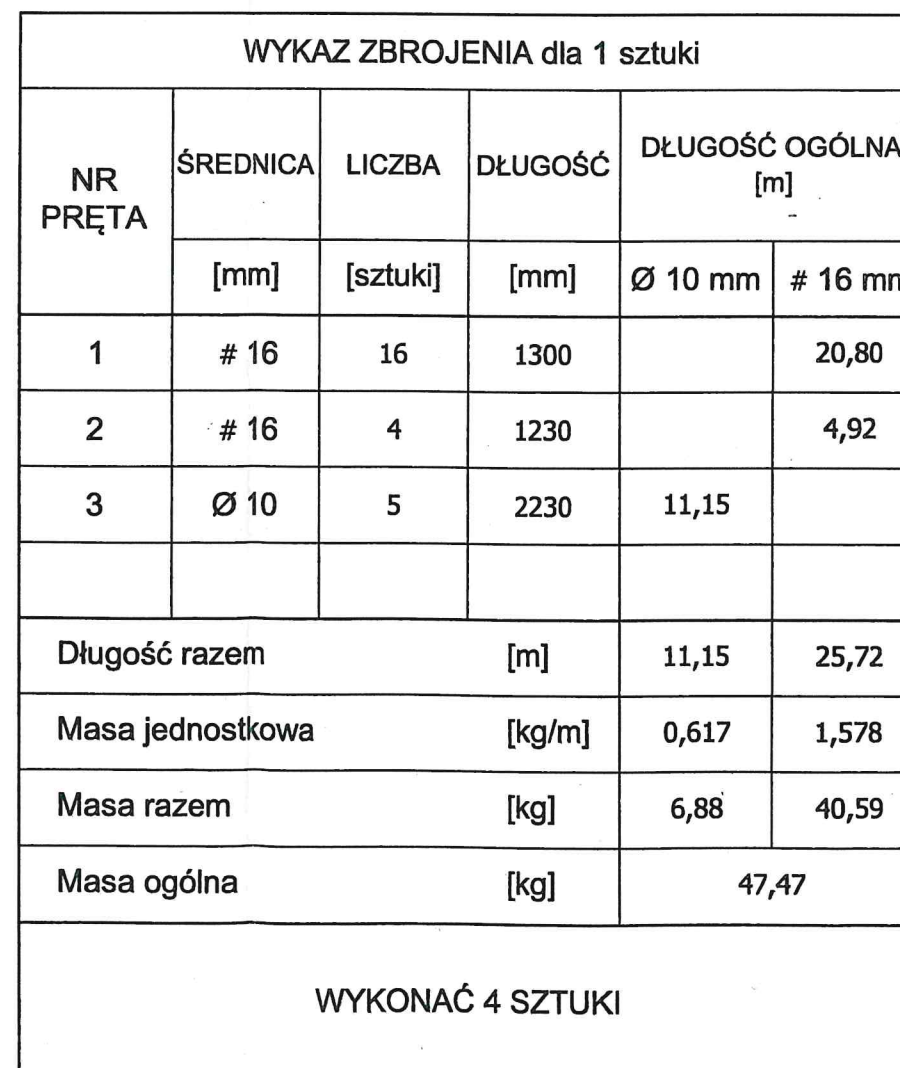 WYKAZ ZBROJENIA dla 1 sztuki
NR PRĘTA ŚREDNICA LICZBA DŁUGOŚĆ DŁUGOŚĆ OGÓLNA [m]
[mm] [sztuki] [mm] Ø 10 mm # 16 mm
1 # 16 16 1300 20,80
2 # 16 4 1230 4,92
3 Ø 10 5 2230 11,15
Długość razem [m] 11,15 25,72
Masa jednostkowa [kg/m] 0,617 1,578
Masa razem [kg] 6,88 40,59
Masa ogólna [kg] 47,47
WYKONAĆ 4 SZTUKI